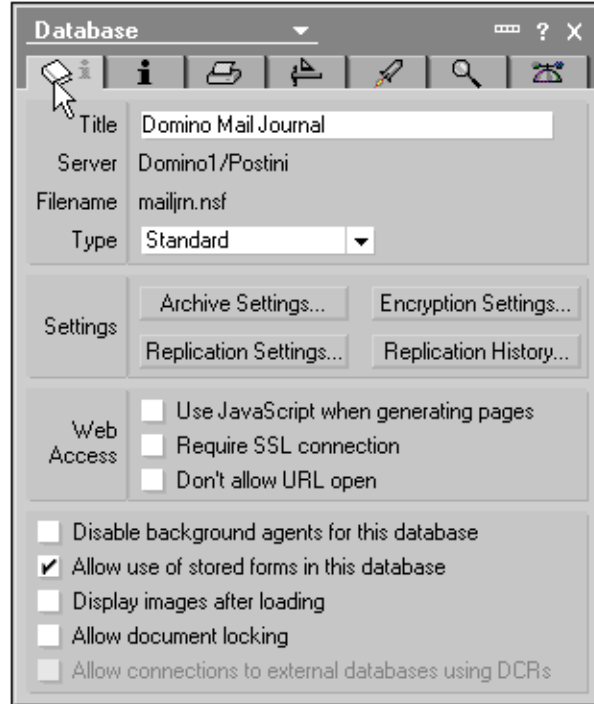 Database ? X
i i
Title Domino Mail Journal
Server Domino1/Postini
Filename mailjrn.nsf
Type Standard
Settings
Archive Settings... Encryption Settings...
Replication Settings... Replication History...
Web Access
Use JavaScript when generating pages
Require SSL connection
Don't allow URL open
Disable background agents for this database
Allow use of stored forms in this database
Display images after loading
Allow document locking
Allow connections to external databases using DCRs